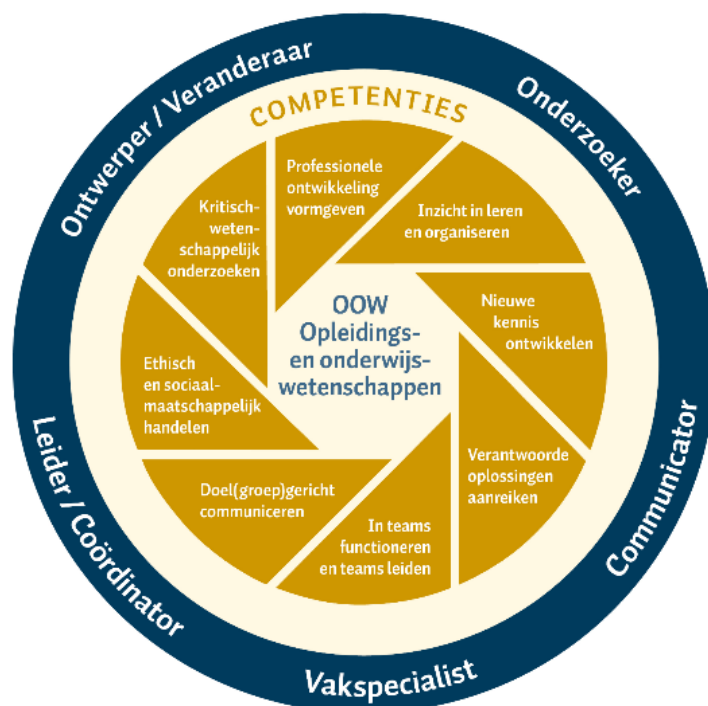 Ontwerper / Veranderaar
Onderzoeker
Communicator
Vakspecialist
Leider / Coördinator
COMPETENTIES
Professionele
ontwikkeling
vormgeven
Inzicht in leren
en organiseren
Nieuwe
kennis
ontwikkelen
Verantwoorde
oplossingen
aanreiken
In teams
functioneren
en teams leiden
Doel(groep)gericht
communiceren
Ethisch
en sociaal-
maatschappelijk
handelen
Kritisch-
weten-
schappelijk
onderzoeken
OOW
Opleidings-
en onderwijs-
wetenschappen